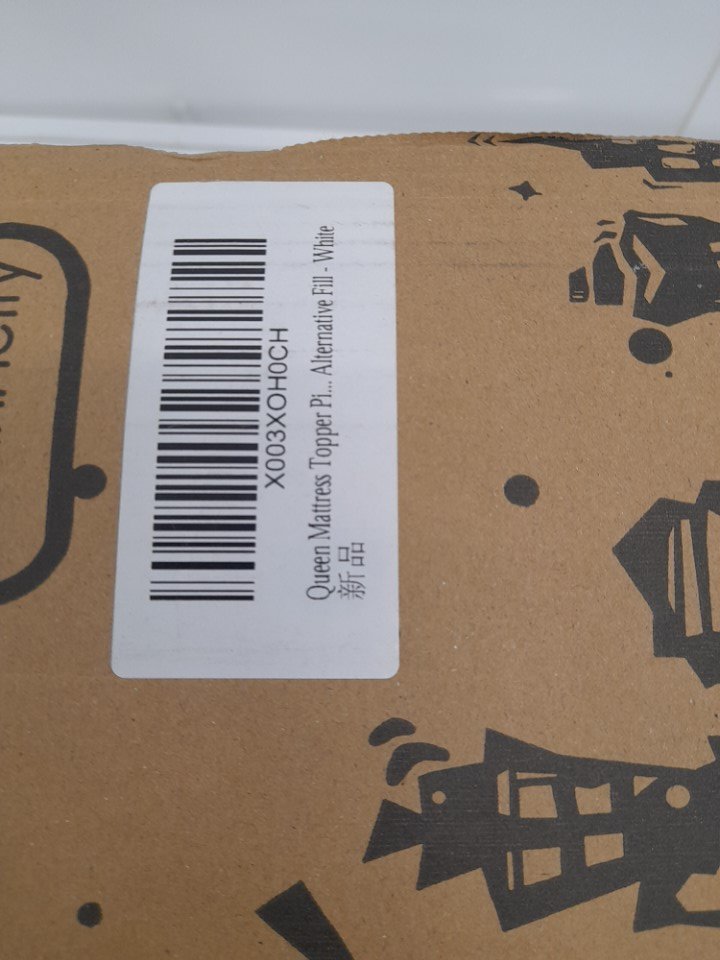 X003XOH0CH
Queen Mattress Topper Pi... Alternative Fill - White
新品